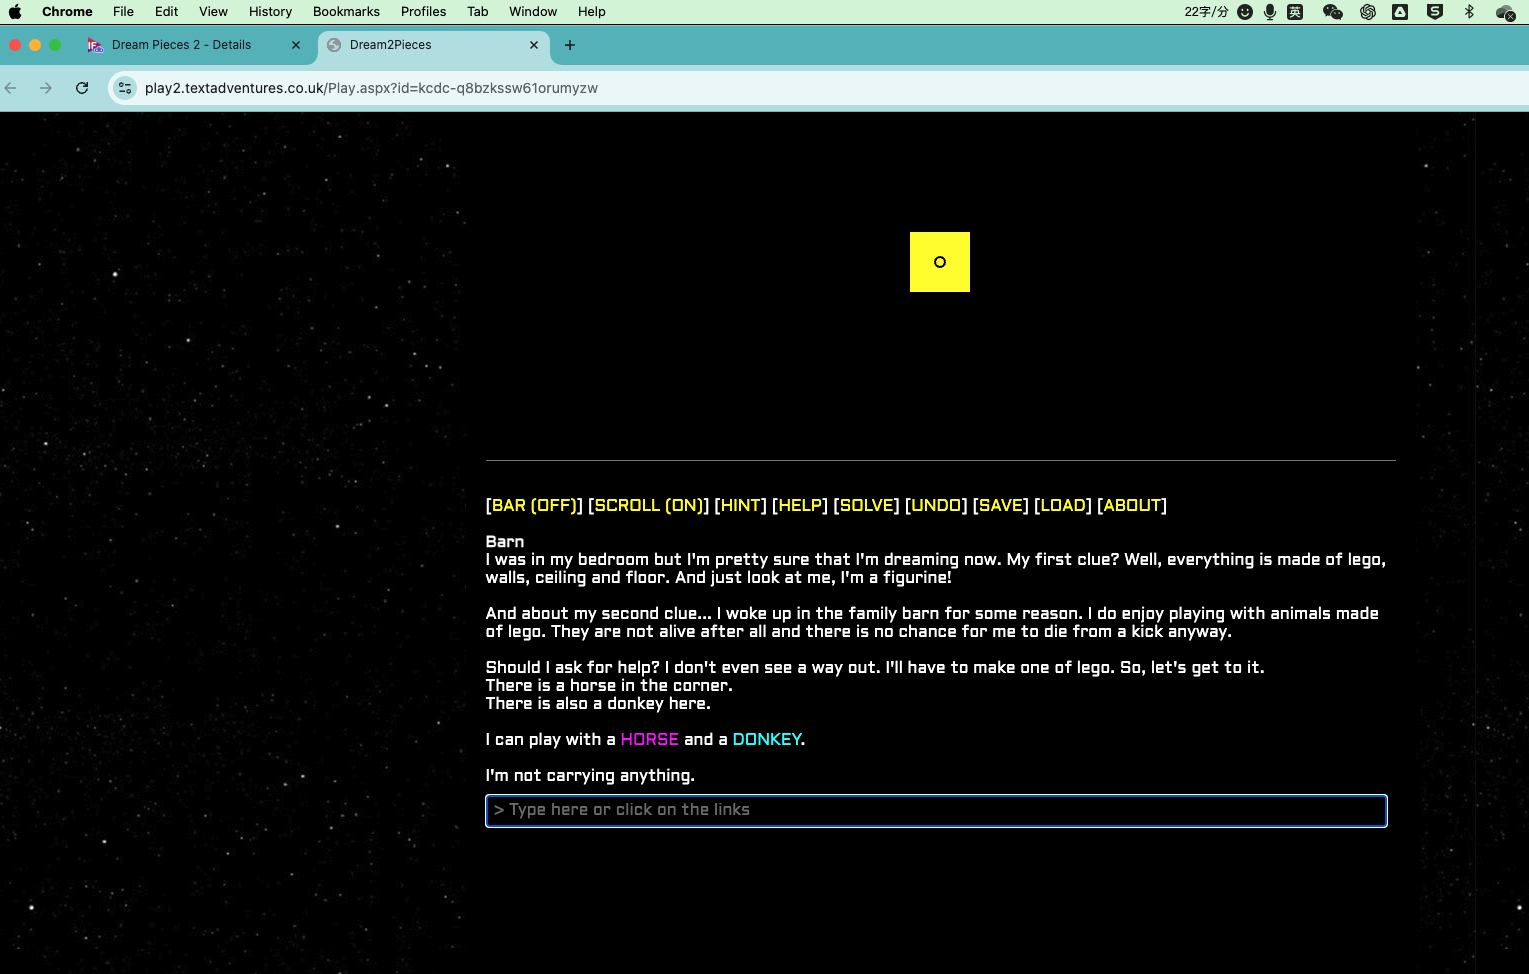 Chrome File Edit View History Bookmarks Profiles Tab Window Help 22字/分 英
Dream Pieces 2 - Details Dream2Pieces
play2.textadventures.co.uk/Play.aspx?id=kcdc-q8bzkssw61orumyzw
[BAR (OFF)] [SCROLL (ON)] [HINT] [HELP] [SOLVE] [UNDO] [SAVE] [LOAD] [ABOUT]
Barn
I was in my bedroom but I'm pretty sure that I'm dreaming now. My first clue? Well, everything is made of lego,
walls, ceiling and floor. And just look at me, I'm a figurine!
And about my second clue... I woke up in the family barn for some reason. I do enjoy playing with animals made
of lego. They are not alive after all and there is no chance for me to die from a kick anyway.
Should I ask for help? I don't even see a way out. I'll have to make one of lego. So, let's get to it.
There is a horse in the corner.
There is also a donkey here.
I can play with a HORSE and a DONKEY.
I'm not carrying anything.
> Type here or click on the links